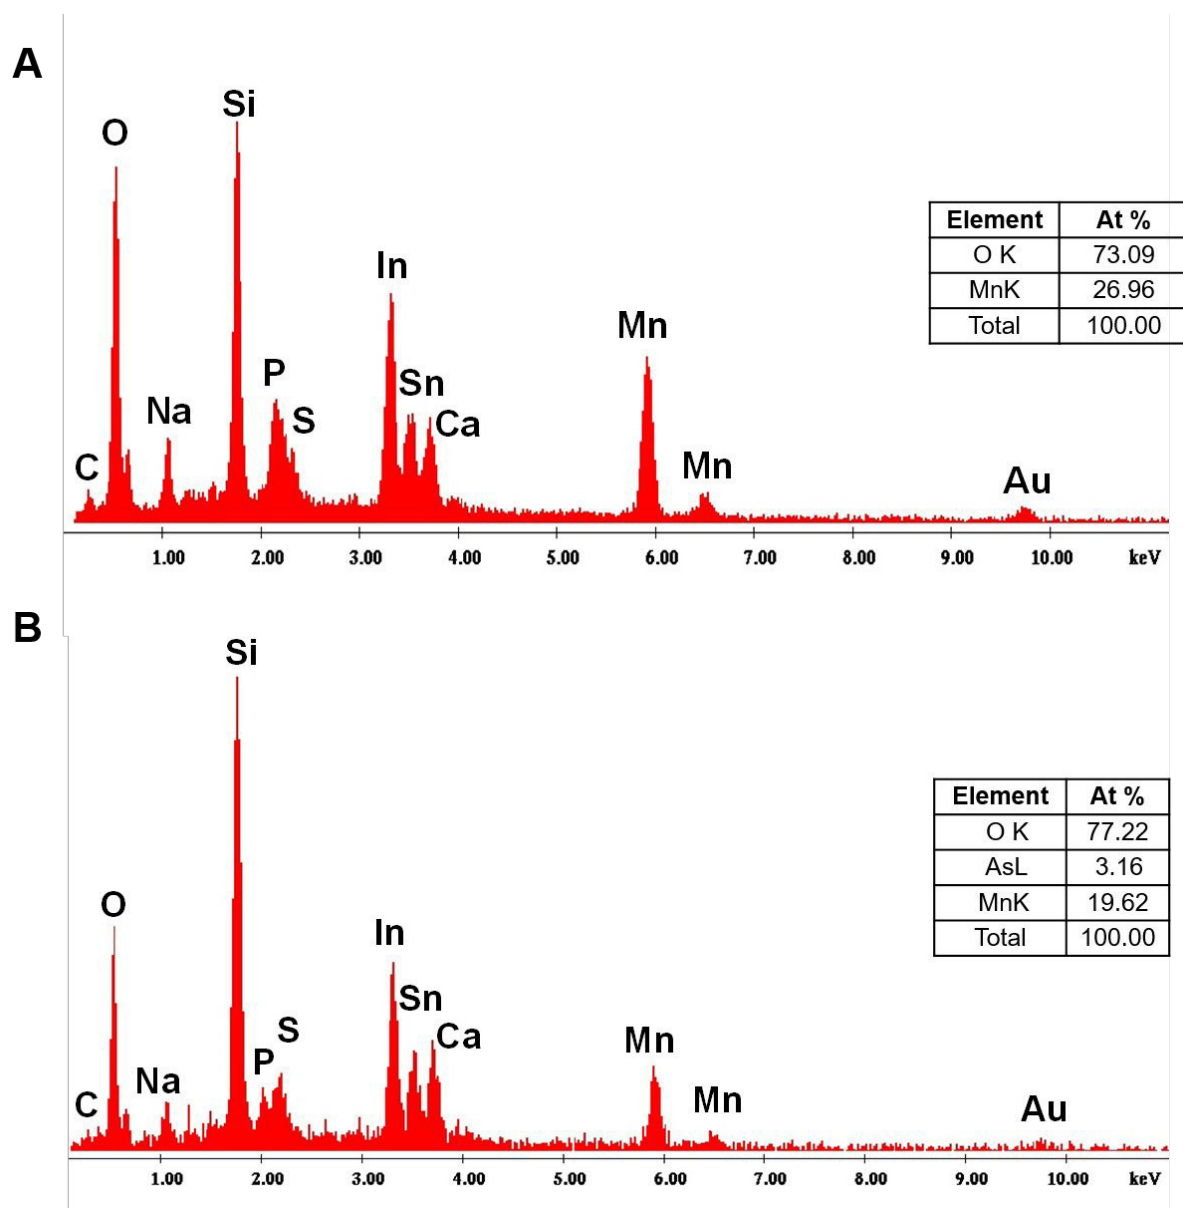 A
Si
O
In
Mn
P
Sn
Na
S
Ca
C
Mn
Au
Element At %
O K 73.09
MnK 26.96
Total 100.00
1.00 2.00 3.00 4.00 5.00 6.00 7.00 8.00 9.00 10.00 keV
B
Si
O
In
Sn
S
Ca
P
Mn
Na
C
Mn
Au
Element At %
O K 77.22
AsL 3.16
MnK 19.62
Total 100.00
1.00 2.00 3.00 4.00 5.00 6.00 7.00 8.00 9.00 10.00 keV